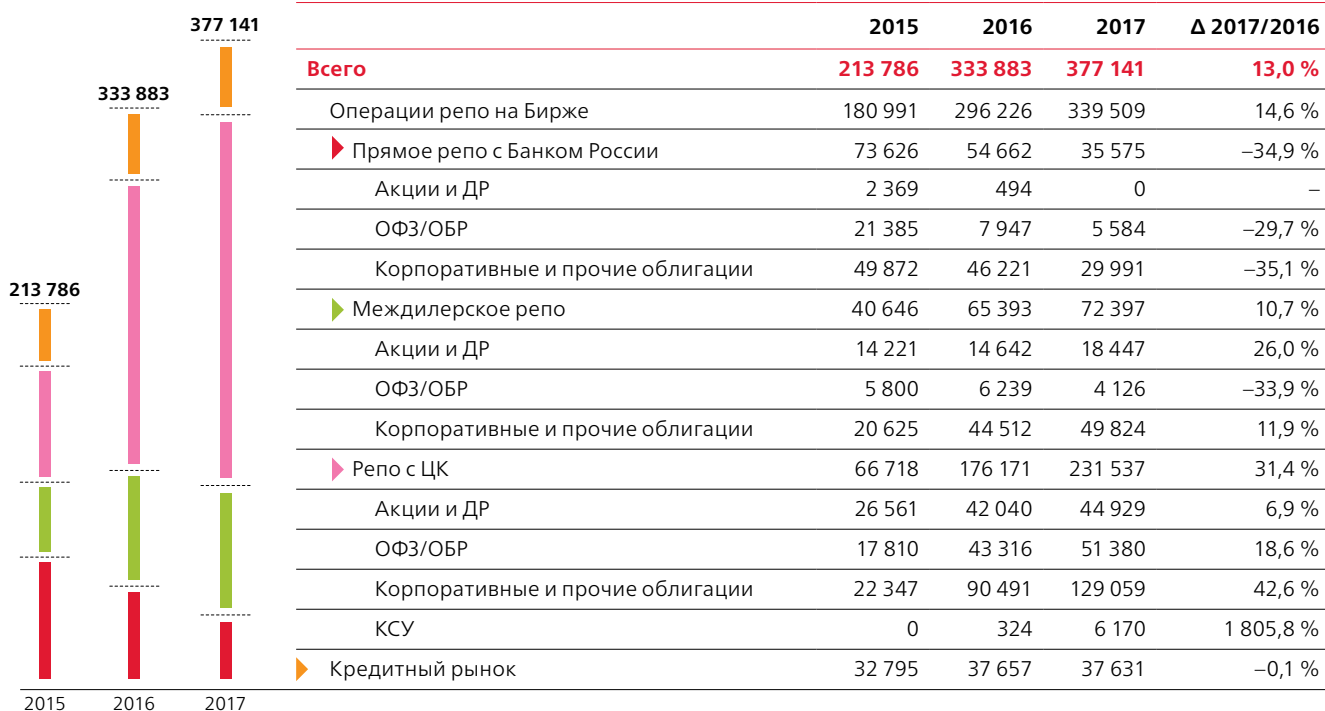 377 141
333 883
213 786
2015 2016 2017
2015 2016 2017 Δ 2017/2016
Всего 213 786 333 883 377 141 13,0 %
Операции репо на Бирже 180 991 296 226 339 509 14,6 %
Прямое репо с Банком России 73 626 54 662 35 575 –34,9 %
Акции и ДР 2 369 494 0 –
ОФЗ/ОБР 21 385 7 947 5 584 –29,7 %
Корпоративные и прочие облигации 49 872 46 221 29 991 –35,1 %
Междилерское репо 40 646 65 393 72 397 10,7 %
Акции и ДР 14 221 14 642 18 447 26,0 %
ОФЗ/ОБР 5 800 6 239 4 126 –33,9 %
Корпоративные и прочие облигации 20 625 44 512 49 824 11,9 %
Репо с ЦК 66 718 176 171 231 537 31,4 %
Акции и ДР 26 561 42 040 44 929 6,9 %
ОФЗ/ОБР 17 810 43 316 51 380 18,6 %
Корпоративные и прочие облигации 22 347 90 491 129 059 42,6 %
КСУ 0 324 6 170 1 805,8 %
Кредитный рынок 32 795 37 657 37 631 –0,1 %